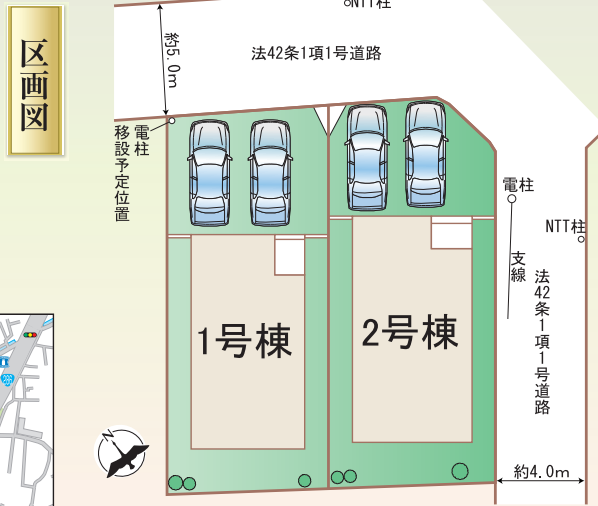 区画図
NTT柱
約5.0m
法42条1項1号道路
電柱
移設予定位置
電柱
NTT柱
支線
法42条1項1号道路
1号棟
2号棟
N
約4.0m